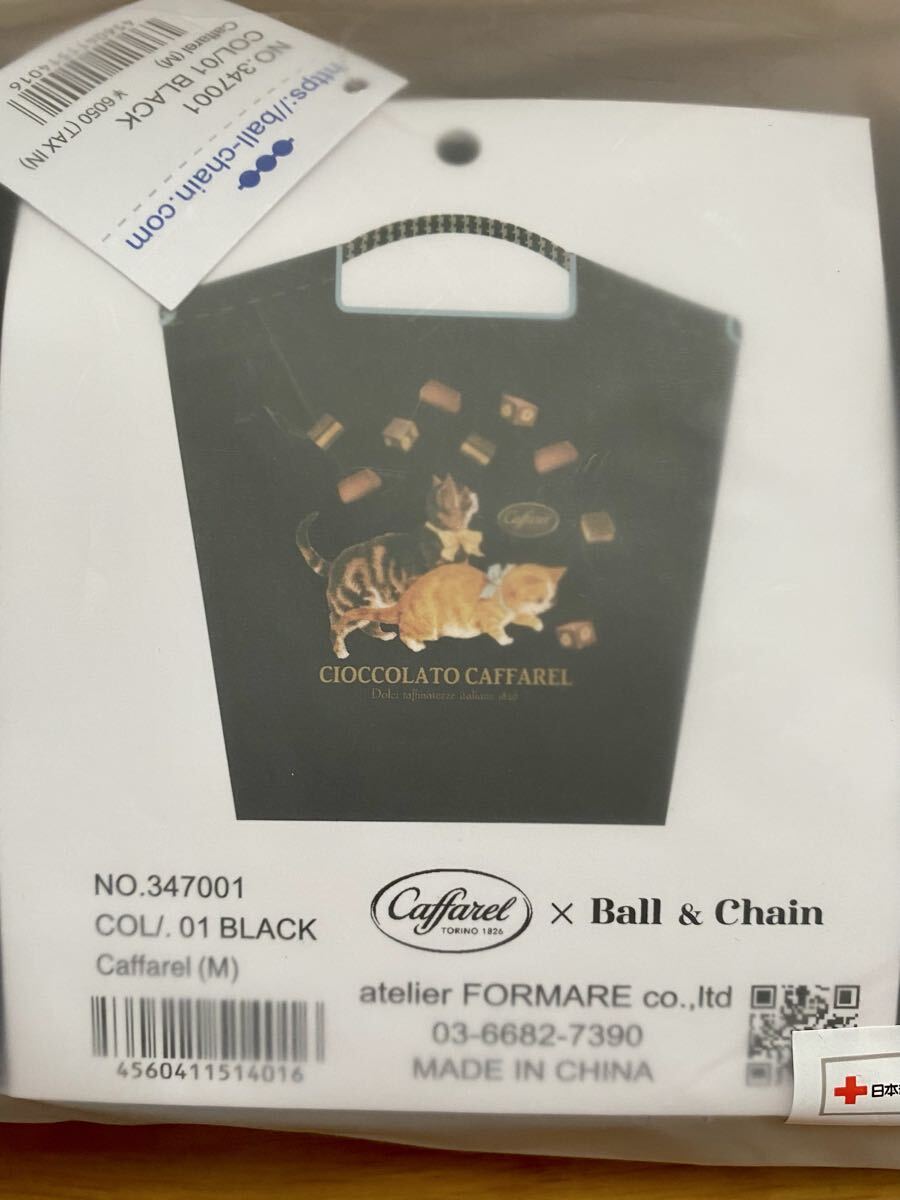 https://ball-chain.com
NO.347001
COL/01 BLACK
Caffarel (M)
4560411514016
¥6050 (TAX IN)
Caffarel
CIOCCOLATO CAFFAREL
Dolci raffinatezze italiane 1826
NO.347001
COL/. 01 BLACK
Caffarel (M)
4560411514016
Caffarel
TORINO 1826
× Ball & Chain
atelier FORMARE co.,ltd
03-6682-7390
MADE IN CHINA
日本